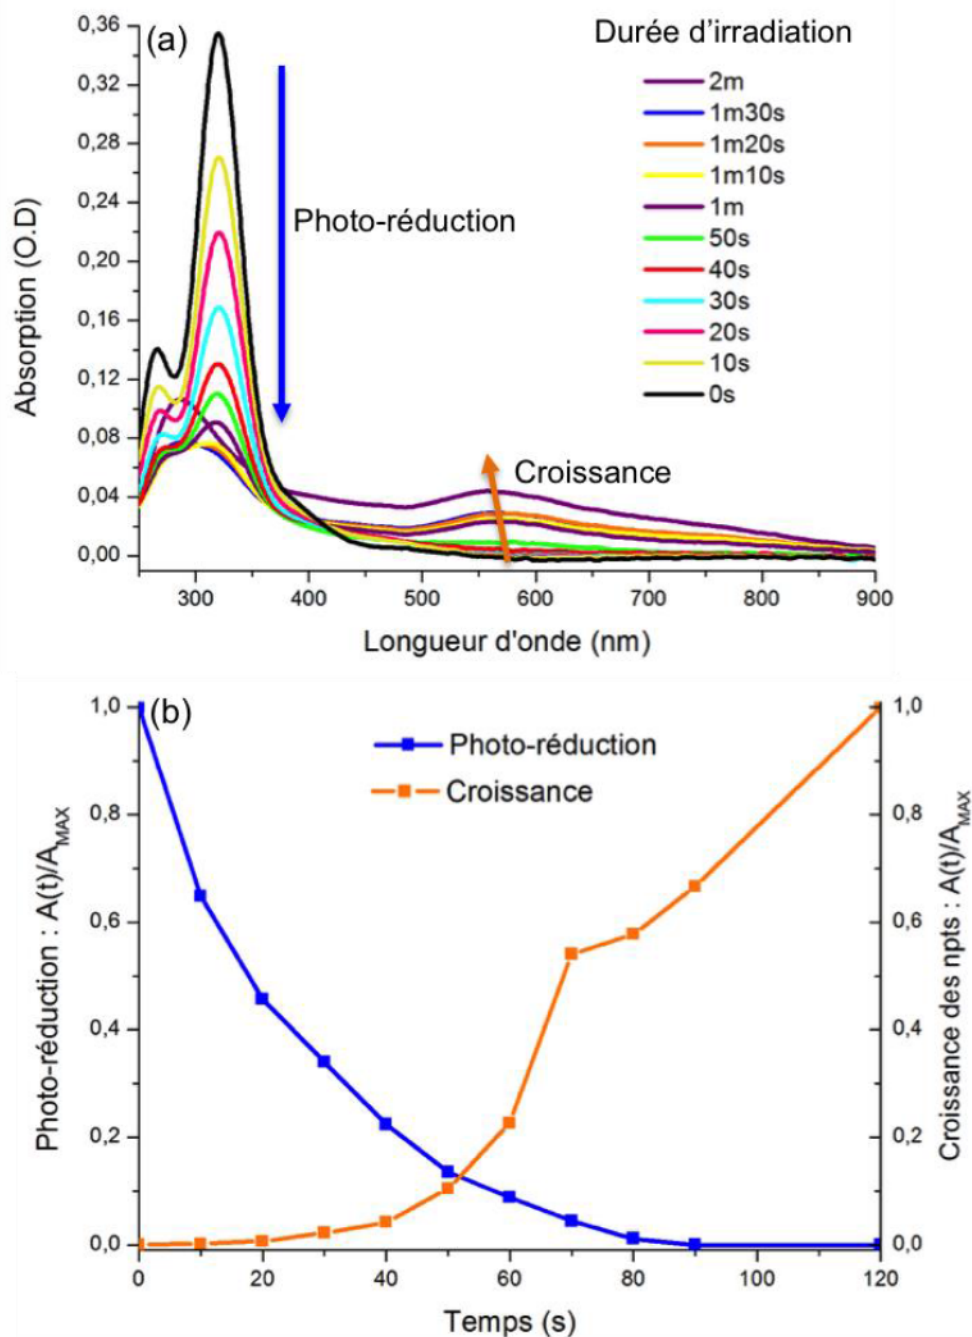 (a)
Durée d'irradiation
2m
1m30s
1m20s
1m10s
1m
50s
40s
30s
20s
10s
0s
Photo-réduction
Croissance
Absorption (O.D)
0,36
0,32
0,28
0,24
0,20
0,16
0,12
0,08
0,04
0,00
300 400 500 600 700 800 900
Longueur d'onde (nm)
(b)
Photo-réduction
Croissance
Photo-réduction : A(t)/AMAX
1,0
0,8
0,6
0,4
0,2
0,0
Croissance des npts : A(t)/AMAX
1,0
0,8
0,6
0,4
0,2
0,0
0 20 40 60 80 100 120
Temps (s)